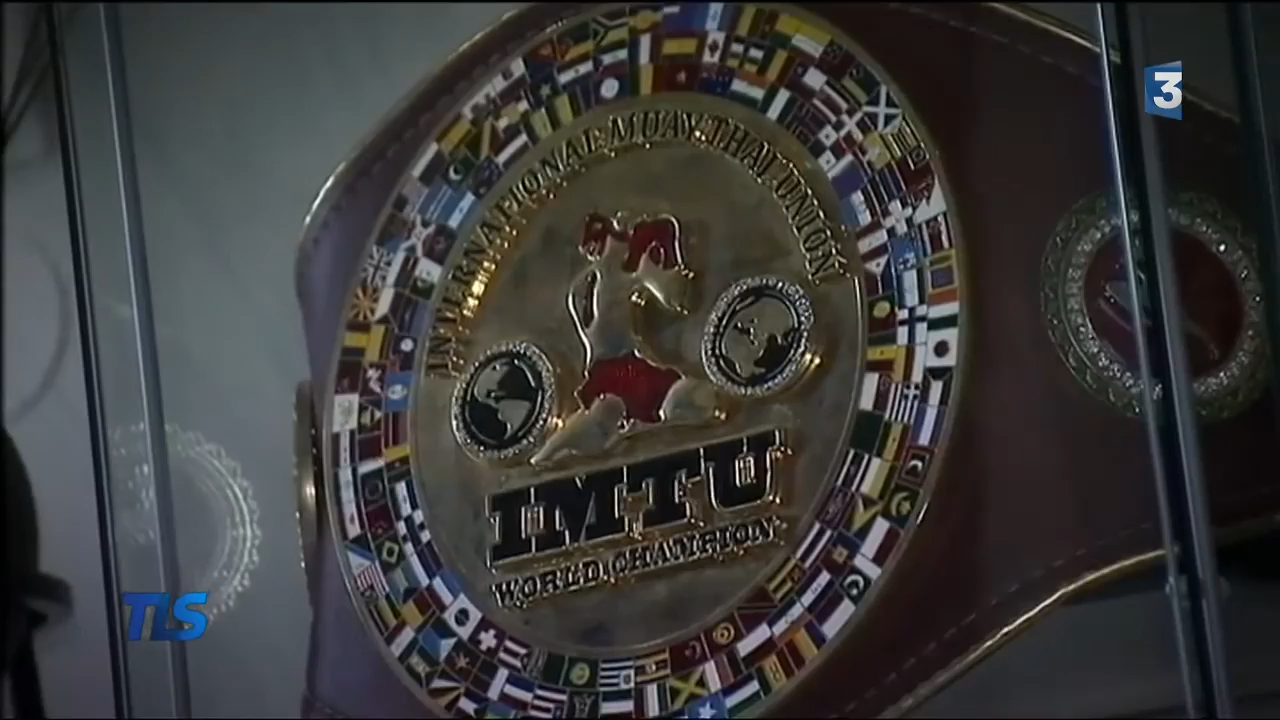 3
INTERNATIONAL MUAY THAI UNION
IMTU
WORLD CHAMPION
TLS